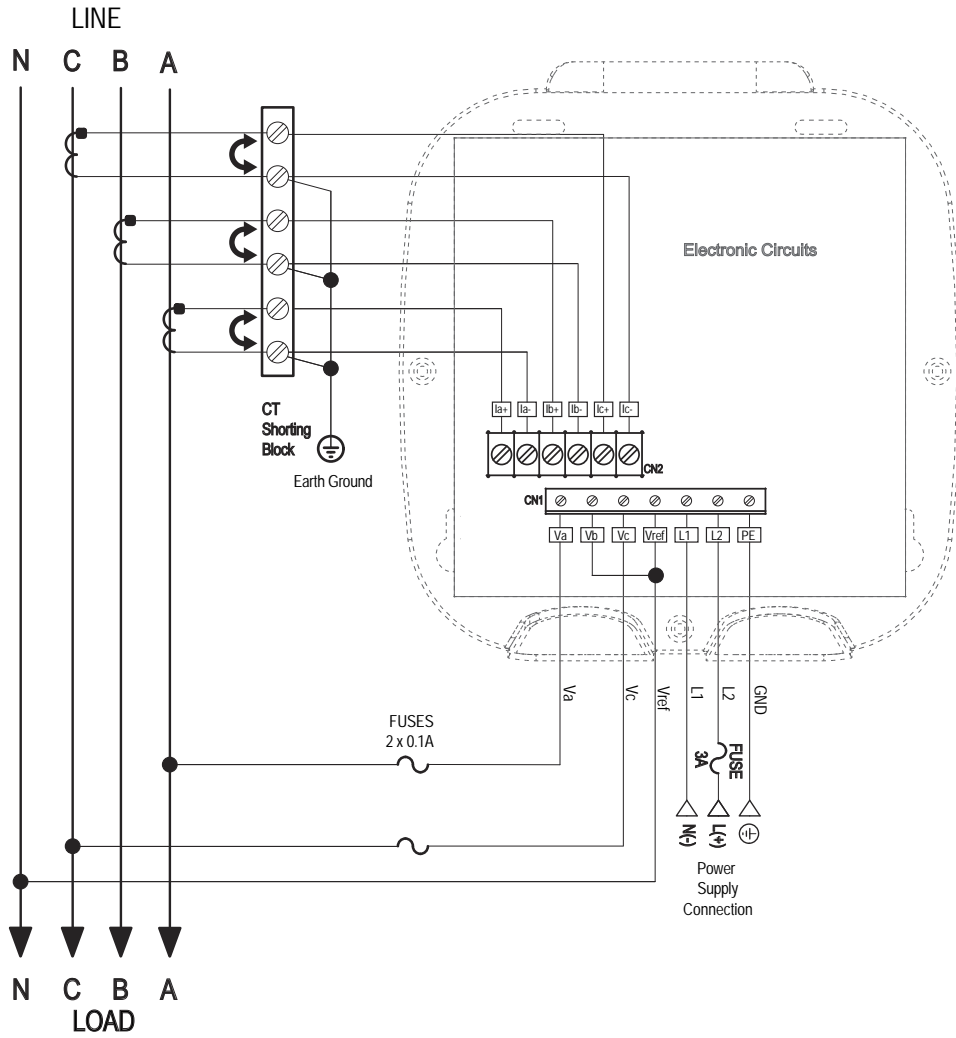 LINE
N C B A
Electronic Circuits
Ia+ Ia- Ib+ Ib- Ic+ Ic-
CT
Shorting
Block
Earth Ground
CN2
CN1
Va Vb Vc Vref L1 L2 PE
Va Vc Vref L1 L2 GND
FUSES
2 x 0.1A
FUSE
3A
N(-) L(+)
Power
Supply
Connection
N C B A
LOAD